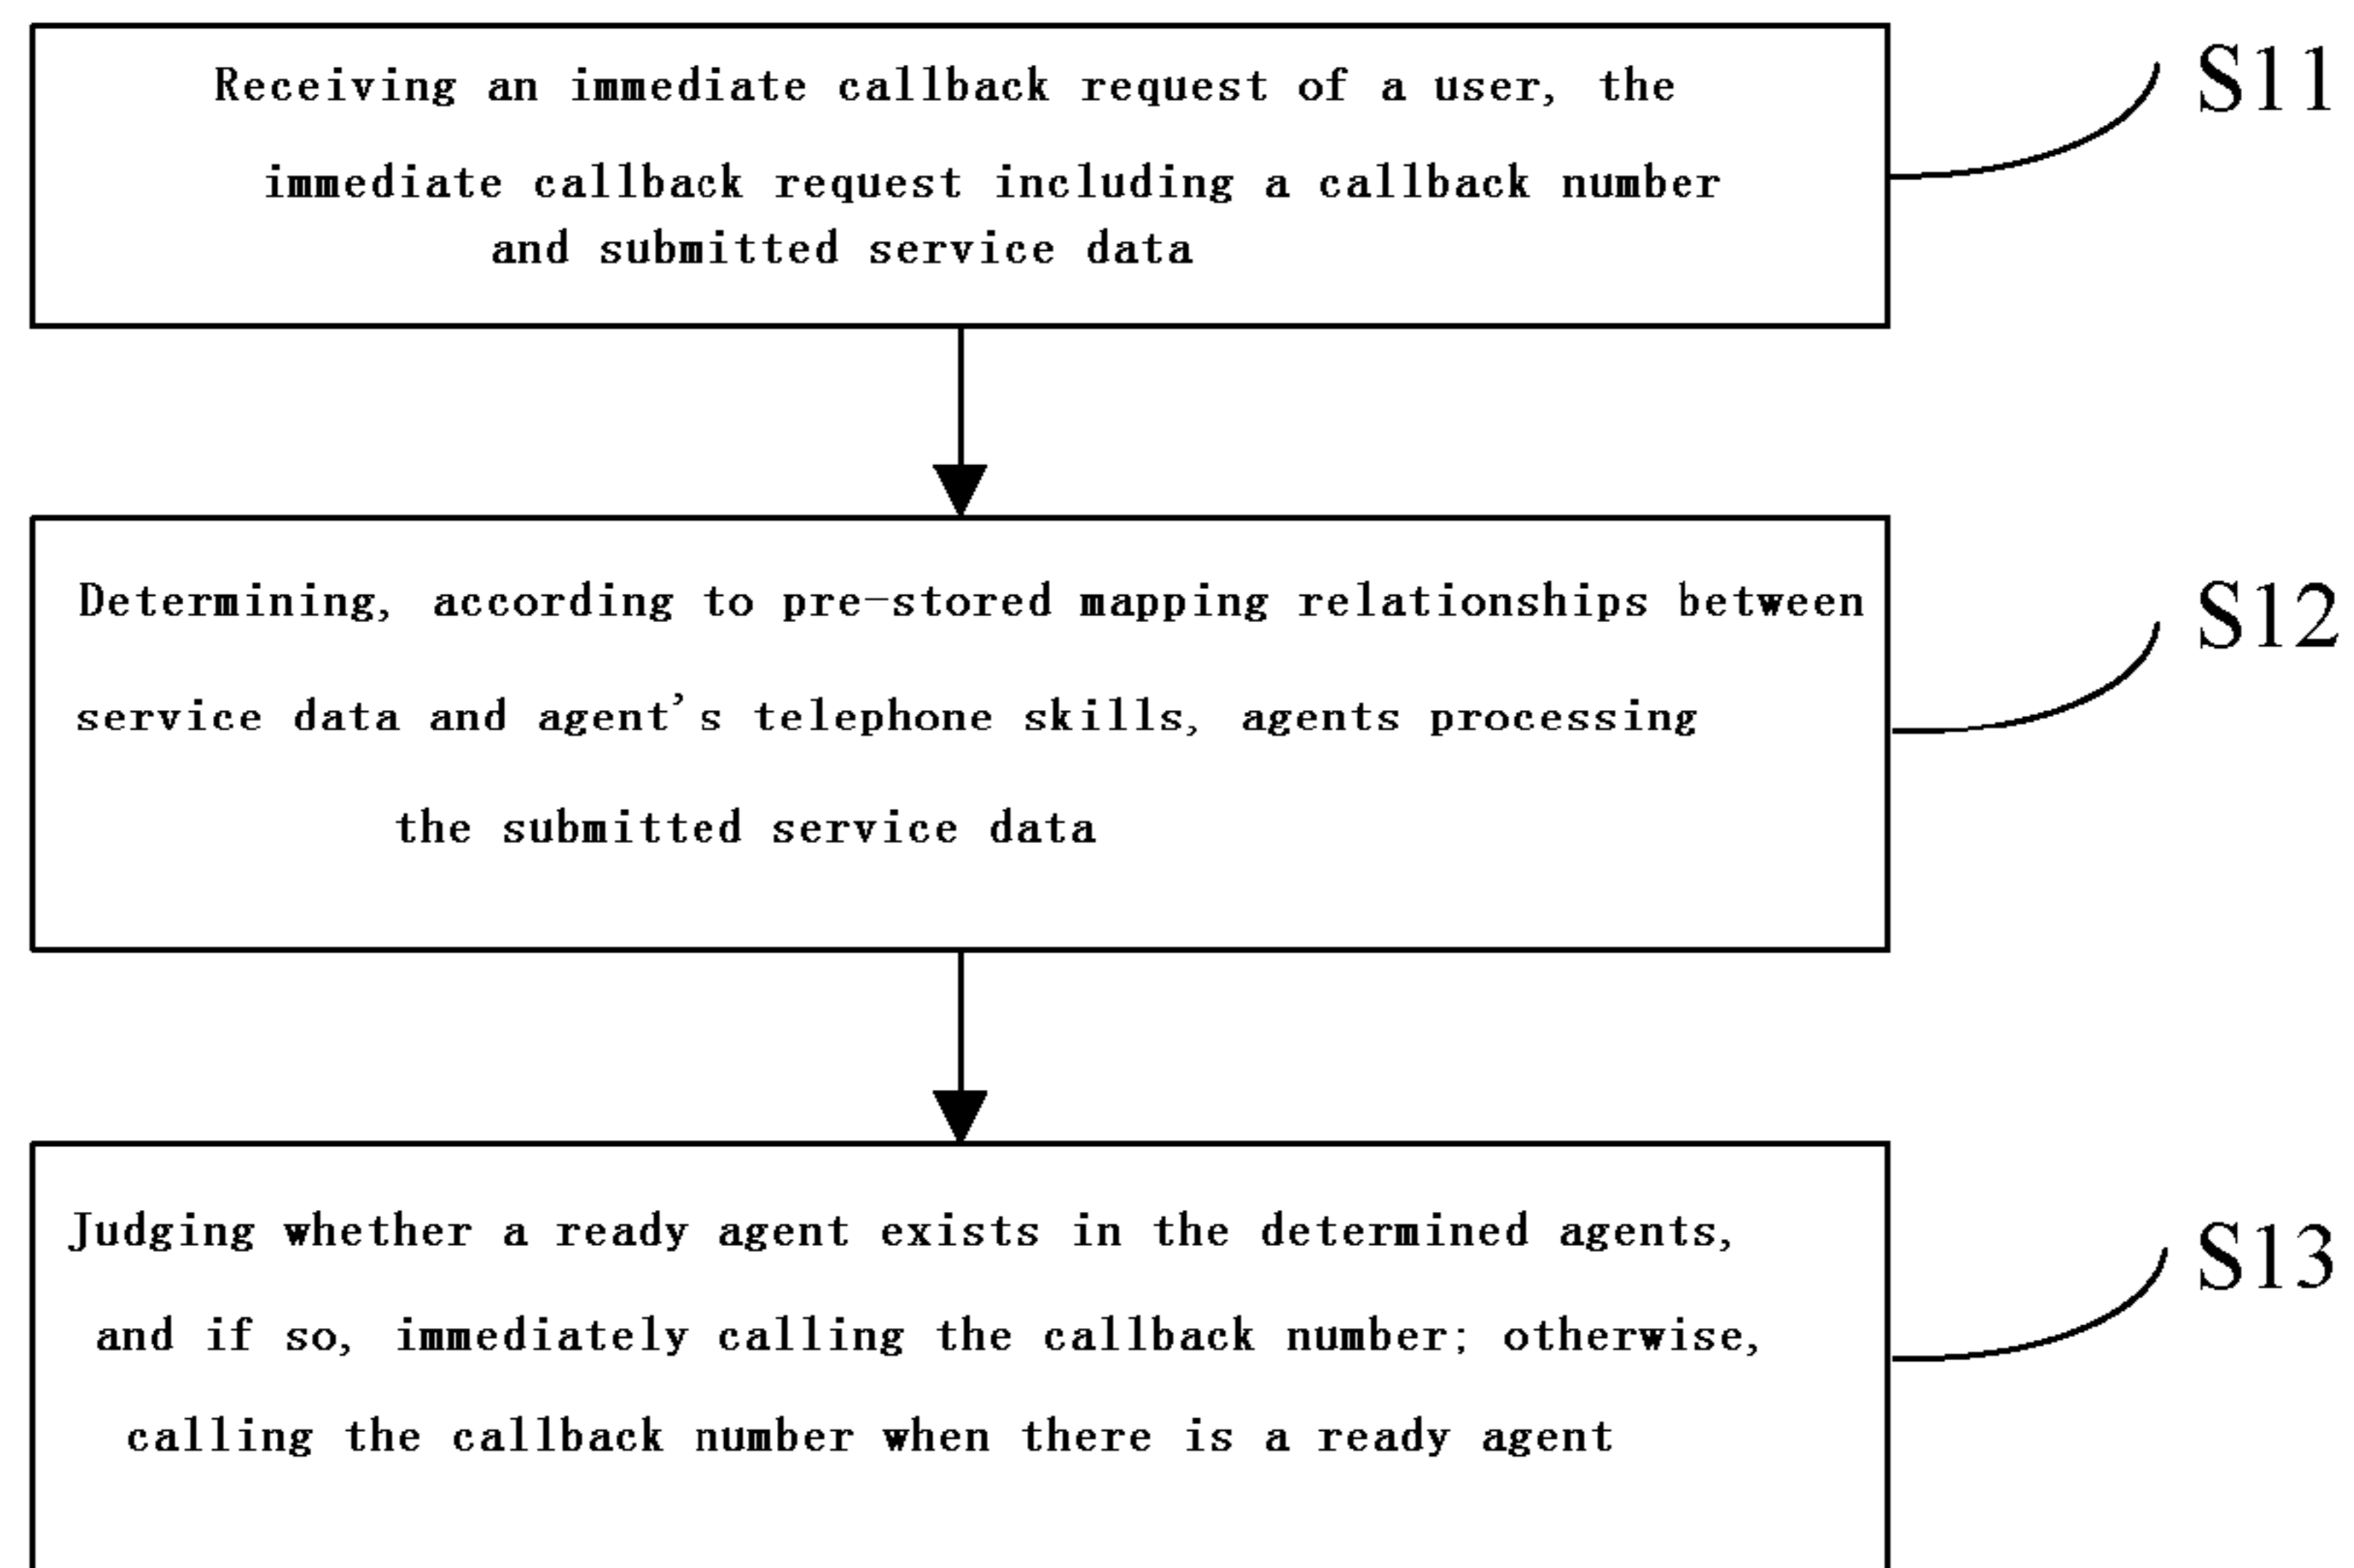 Receiving an immediate callback request of a user, the
immediate callback request including a callback number
and submitted service data
S11
Determining, according to pre-stored mapping relationships between
service data and agent's telephone skills, agents processing
the submitted service data
S12
Judging whether a ready agent exists in the determined agents,
and if so, immediately calling the callback number; otherwise,
calling the callback number when there is a ready agent
S13